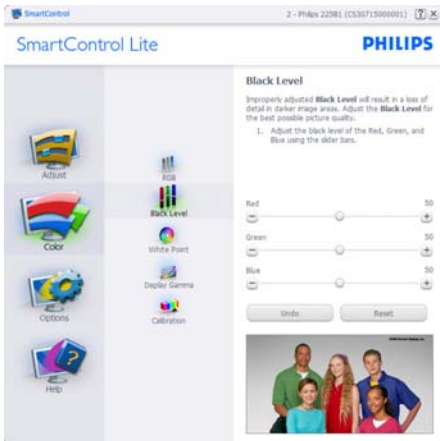 SmartControl
2 - Philips 225B1 (CS30715000001)
SmartControl Lite
PHILIPS
Adjust
Color
Options
Help
RGB
Black Level
White Point
Display Gamma
Calibration
Black Level
Improperly adjusted Black Level will result in a loss of
detail in darker image areas. Adjust the Black Level for
the best possible picture quality.
1. Adjust the black level of the Red, Green, and
Blue using the slider bars.
Red 50
Green 50
Blue 50
Undo Reset